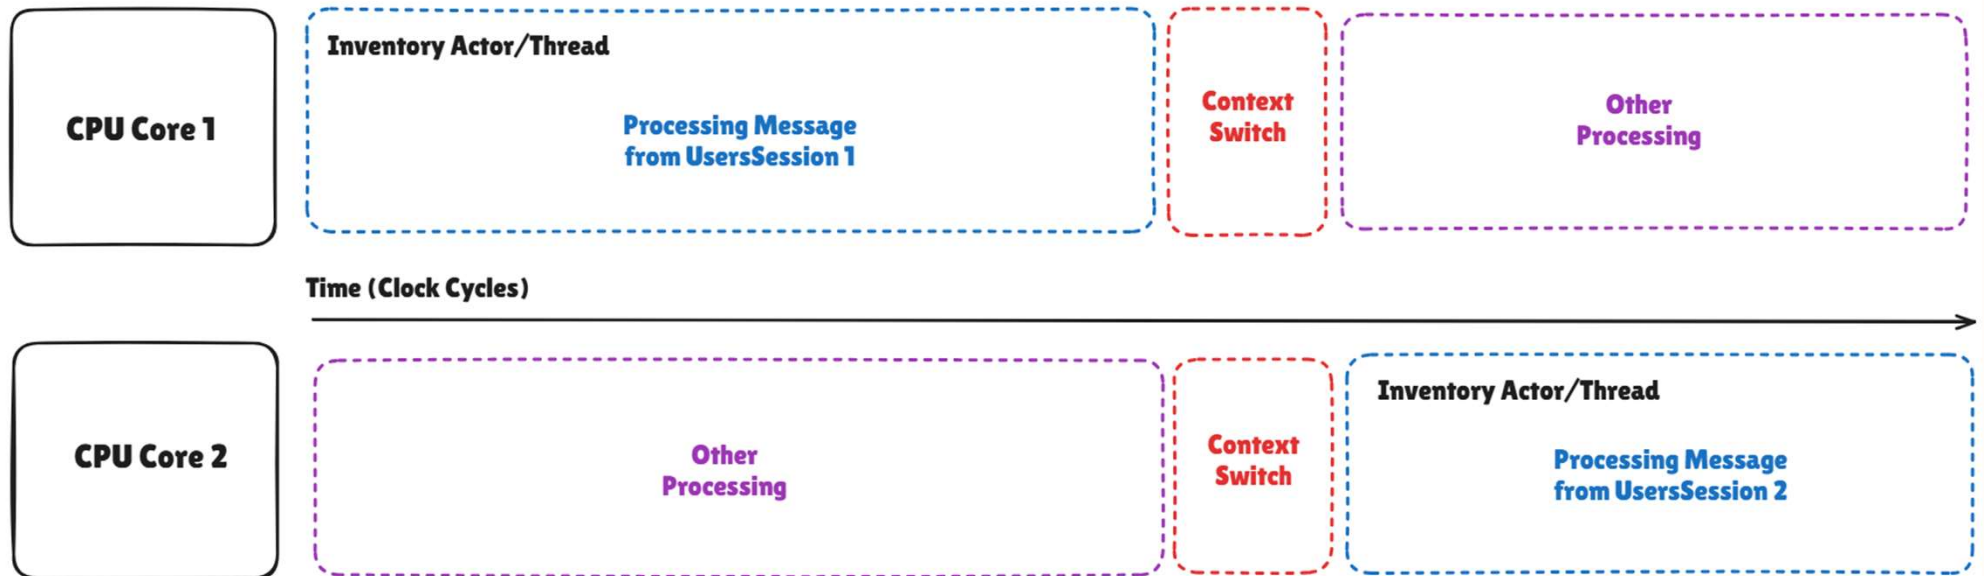 CPU Core 1
Inventory Actor/Thread
Processing Message
from UsersSession 1
Context
Switch
Other
Processing
Time (Clock Cycles)
CPU Core 2
Other
Processing
Context
Switch
Inventory Actor/Thread
Processing Message
from UsersSession 2